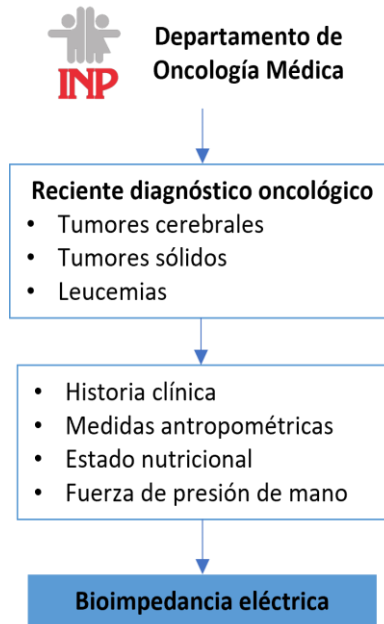 INP
Departamento de
Oncología Médica
Reciente diagnóstico oncológico
• Tumores cerebrales
• Tumores sólidos
• Leucemias
• Historia clínica
• Medidas antropométricas
• Estado nutricional
• Fuerza de presión de mano
Bioimpedancia eléctrica